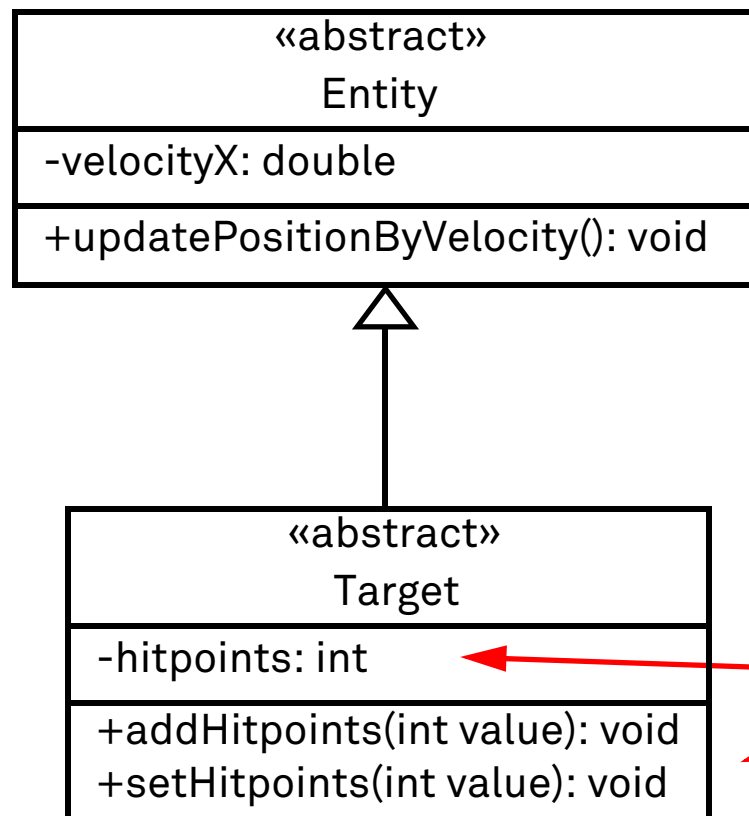 «abstract»
Entity
-velocityX: double
+updatePositionByVelocity(): void
«abstract»
Target
-hitpoints: int
+addHitpoints(int value): void
+setHitpoints(int value): void